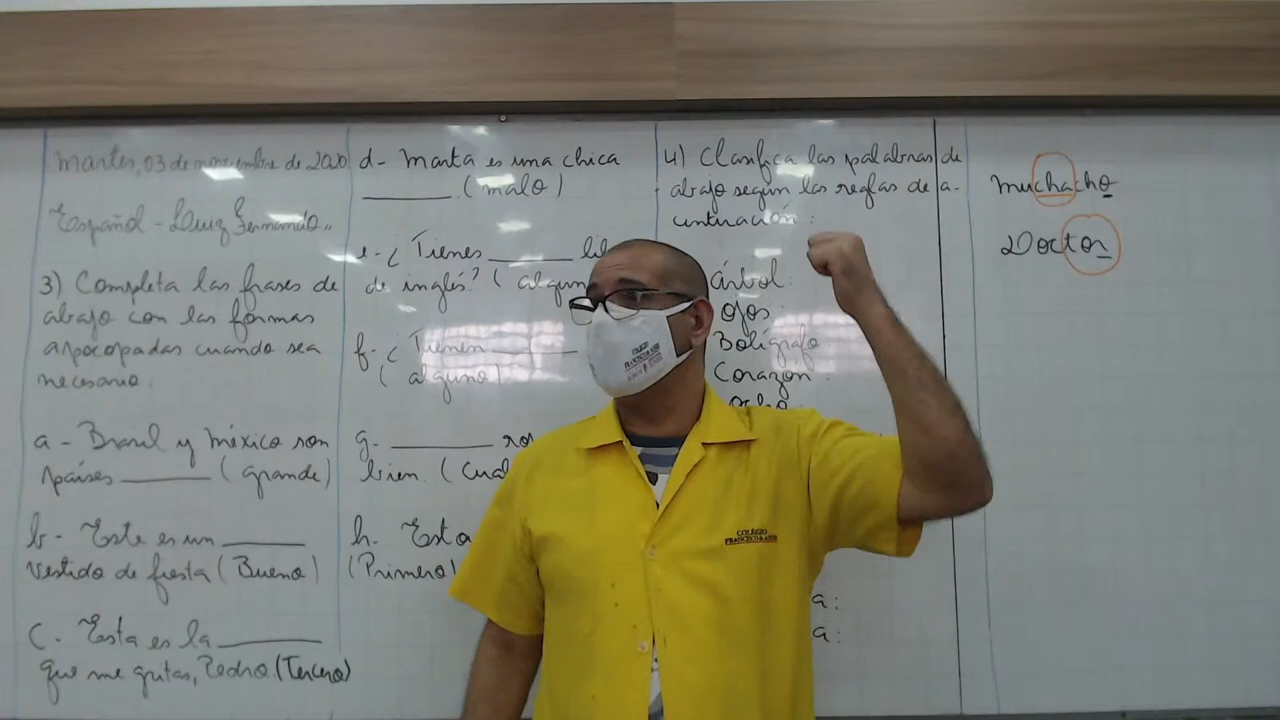 Martes, 03 de noviembre de 2020
Español - Luiz Fernando
3) Completa las frases de
abajo con las formas
apocopadas cuando sea
necesario.
a - Brasil y México son
países ______ (grande)
b - Este es un ______
vestido de fiesta (Bueno)
C - Esta es la ______
que me gritas, Pedro. (Tercero)
d - Marta es una chica
______. (malo)
e - ¿Tienes ______
de inglés?
f - ¿Tienen ______
(alguno)
g - ______
bien.
h - Esta
(Primero)
4) Clasifica las palabras de
abajo según las reglas de a-
centuación:
árbol:
ojos
Bolígrafo:
Corazón:
a:
a:
muchacho
Doctor
COLÉGIO
COLÉGIO